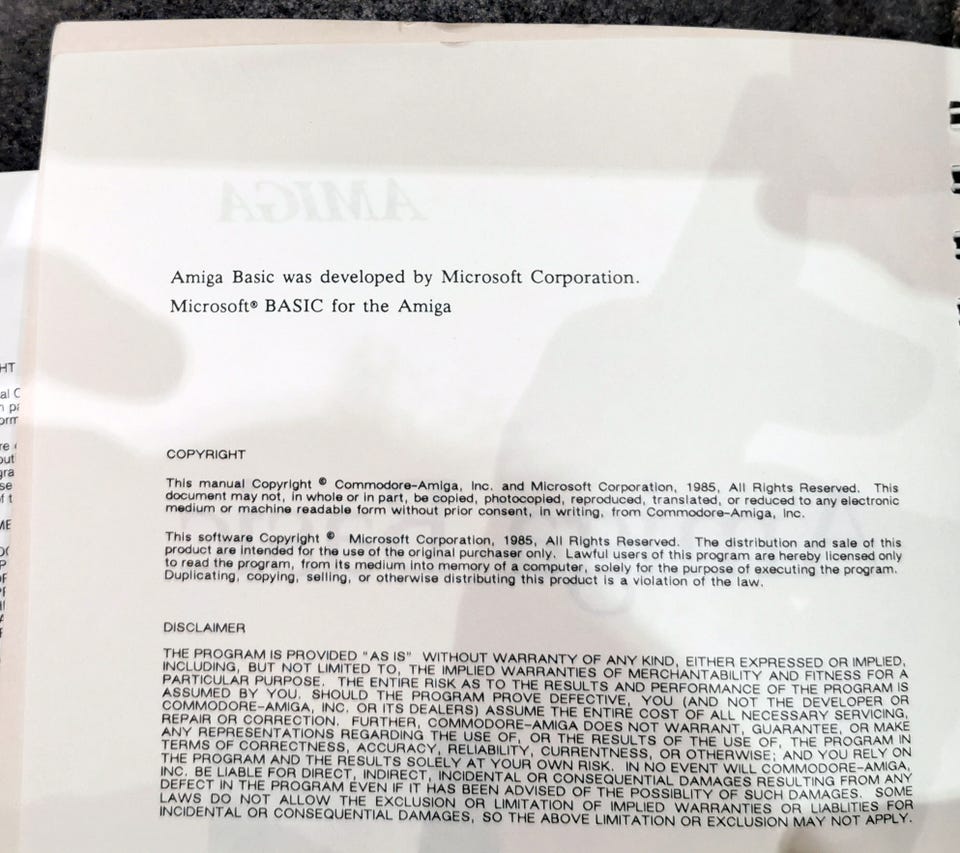 AMIGA
Amiga Basic was developed by Microsoft Corporation.
Microsoft® BASIC for the Amiga
COPYRIGHT
This manual Copyright © Commodore-Amiga, Inc. and Microsoft Corporation, 1985, All Rights Reserved. This
document may not, in whole or in part, be copied, photocopied, reproduced, translated, or reduced to any electronic
medium or machine readable form without prior consent, in writing, from Commodore-Amiga, Inc.
This software Copyright © Microsoft Corporation, 1985, All Rights Reserved. The distribution and sale of this
product are intended for the use of the original purchaser only. Lawful users of this program are hereby licensed only
to read the program, from its medium into memory of a computer, solely for the purpose of executing the program.
Duplicating, copying, selling, or otherwise distributing this product is a violation of the law.
DISCLAIMER
THE PROGRAM IS PROVIDED "AS IS" WITHOUT WARRANTY OF ANY KIND, EITHER EXPRESSED OR IMPLIED,
INCLUDING, BUT NOT LIMITED TO, THE IMPLIED WARRANTIES OF MERCHANTABILITY AND FITNESS FOR A
PARTICULAR PURPOSE. THE ENTIRE RISK AS TO THE RESULTS AND PERFORMANCE OF THE PROGRAM IS
ASSUMED BY YOU. SHOULD THE PROGRAM PROVE DEFECTIVE, YOU (AND NOT THE DEVELOPER OR
COMMODORE-AMIGA, INC. OR ITS DEALERS) ASSUME THE ENTIRE COST OF ALL NECESSARY SERVICING,
REPAIR OR CORRECTION. FURTHER, COMMODORE-AMIGA DOES NOT WARRANT, GUARANTEE, OR MAKE
ANY REPRESENTATIONS REGARDING THE USE OF, OR THE RESULTS OF THE USE OF, THE PROGRAM IN
TERMS OF CORRECTNESS, ACCURACY, RELIABILITY, CURRENTNESS, OR OTHERWISE; AND YOU RELY ON
THE PROGRAM AND THE RESULTS SOLELY AT YOUR OWN RISK. IN NO EVENT WILL COMMODORE-AMIGA,
INC. BE LIABLE FOR DIRECT, INDIRECT, INCIDENTAL OR CONSEQUENTIAL DAMAGES RESULTING FROM ANY
DEFECT IN THE PROGRAM EVEN IF IT HAS BEEN ADVISED OF THE POSSIBLITY OF SUCH DAMAGES. SOME
LAWS DO NOT ALLOW THE EXCLUSION OR LIMITATION OF IMPLIED WARRANTIES OR LIABLITIES FOR
INCIDENTAL OR CONSEQUENTIAL DAMAGES, SO THE ABOVE LIMITATION OR EXCLUSION MAY NOT APPLY.